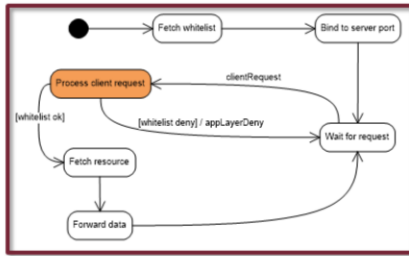 Fetch whitelist
Bind to server port
Process client request
clientRequest
[whitelist ok]
[whitelist deny] / appLayerDeny
Wait for request
Fetch resource
Forward data